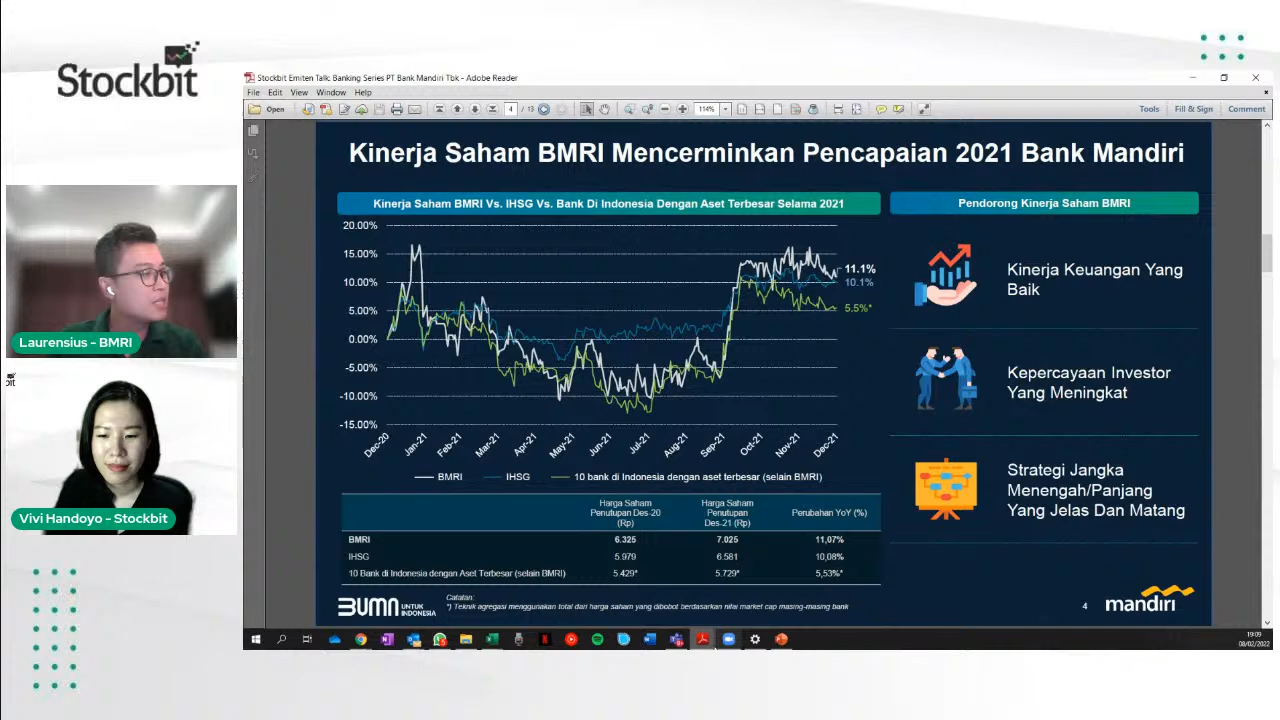 Stockbit
Stockbit Emiten Talk: Banking Series PT Bank Mandiri Tbk - Adobe Reader
File Edit View Window Help
Open
4 / 13
114%
Tools Fill & Sign Comment
Kinerja Saham BMRI Mencerminkan Pencapaian 2021 Bank Mandiri
Kinerja Saham BMRI Vs. IHSG Vs. Bank Di Indonesia Dengan Aset Terbesar Selama 2021
Pendorong Kinerja Saham BMRI
20.00%
15.00%
10.00%
5.00%
0.00%
-5.00%
-10.00%
-15.00%
11.1%
10.1%
5.5%*
Dec-20 Jan-21 Feb-21 Mar-21 Apr-21 May-21 Jun-21 Jul-21 Aug-21 Sep-21 Oct-21 Nov-21 Dec-21
BMRI IHSG 10 bank di Indonesia dengan aset terbesar (selain BMRI)
Kinerja Keuangan Yang
Baik
Kepercayaan Investor
Yang Meningkat
Strategi Jangka
Menengah/Panjang
Yang Jelas Dan Matang
Harga Saham Harga Saham
Penutupan Des-20 Penutupan Perubahan YoY (%)
(Rp) Des-21 (Rp)
BMRI 6.325 7.025 11,07%
IHSG 5.979 6.581 10,08%
10 Bank di Indonesia dengan Aset Terbesar (selain BMRI) 5.429* 5.729* 5,53%*
BUMN UNTUK
INDONESIA
Catatan:
*) Teknik agregasi menggunakan total dari harga saham yang dibobot berdasarkan nilai market cap masing-masing bank
4
mandiri
19:09
08/02/2022
Laurensius - BMRI
Vivi Handoyo - Stockbit